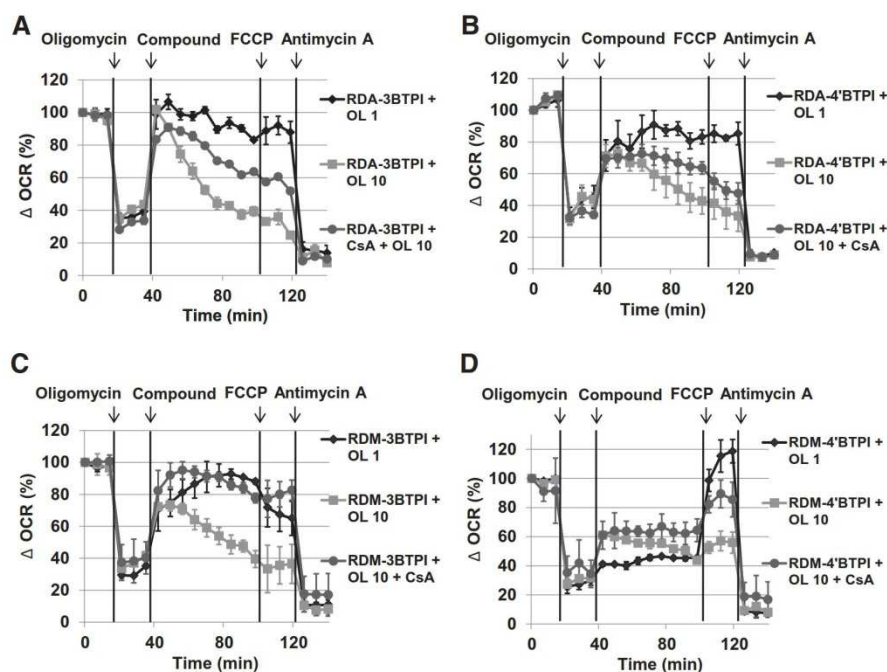 A
Oligomycin Compound FCCP Antimycin A
Δ OCR (%)
120
100
80
60
40
20
0
0 40 80 120
Time (min)
RDA-3BTPI +
OL 1
RDA-3BTPI +
OL 10
RDA-3BTPI +
CsA + OL 10
B
Oligomycin Compound FCCP Antimycin A
Δ OCR (%)
120
100
80
60
40
20
0
0 40 80 120
Time (min)
RDA-4'BTPI +
OL 1
RDA-4'BTPI +
OL 10
RDA-4'BTPI +
OL 10 + CsA
C
Oligomycin Compound FCCP Antimycin A
Δ OCR (%)
120
100
80
60
40
20
0
0 40 80 120
Time (min)
RDM-3BTPI +
OL 1
RDM-3BTPI +
OL 10
RDM-3BTPI +
OL 10 + CsA
D
Oligomycin Compound FCCP Antimycin A
Δ OCR (%)
120
100
80
60
40
20
0
0 40 80 120
Time (min)
RDM-4'BTPI +
OL 1
RDM-4'BTPI +
OL 10
RDM-4'BTPI +
OL 10 + CsA